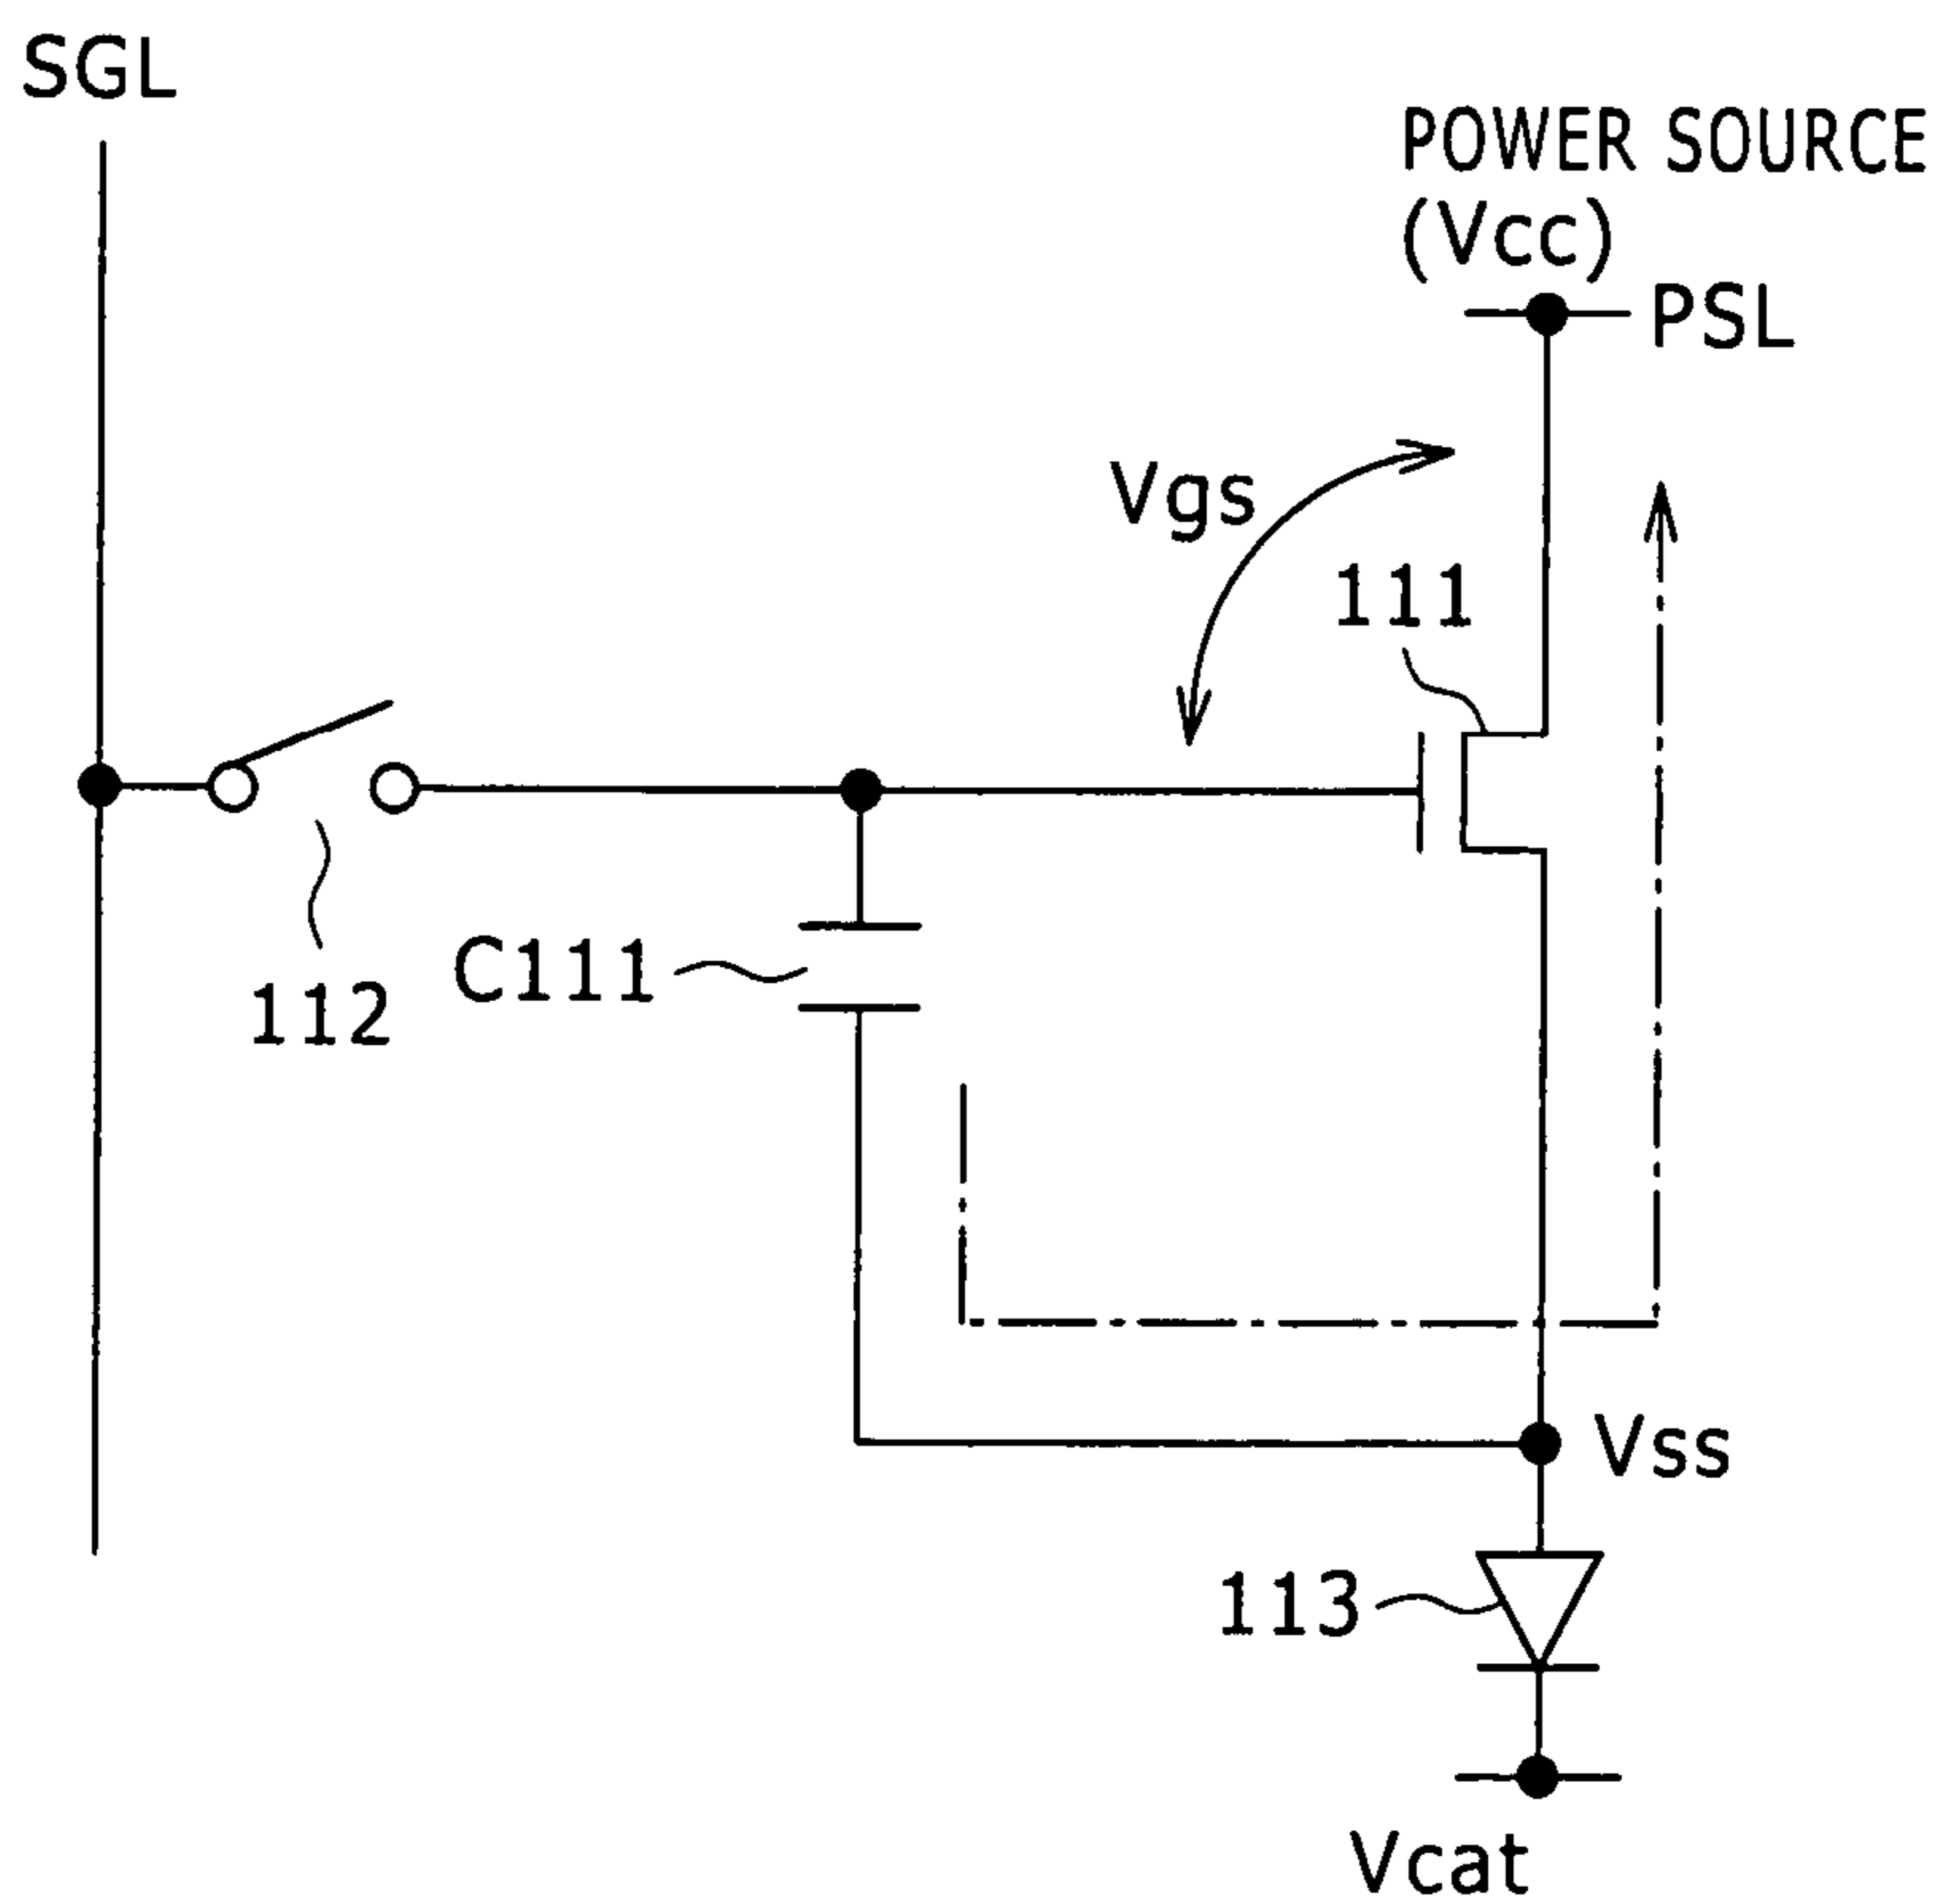 SGL
POWER SOURCE
(Vcc)
PSL
Vgs
111
112
C111
Vss
113
Vcat